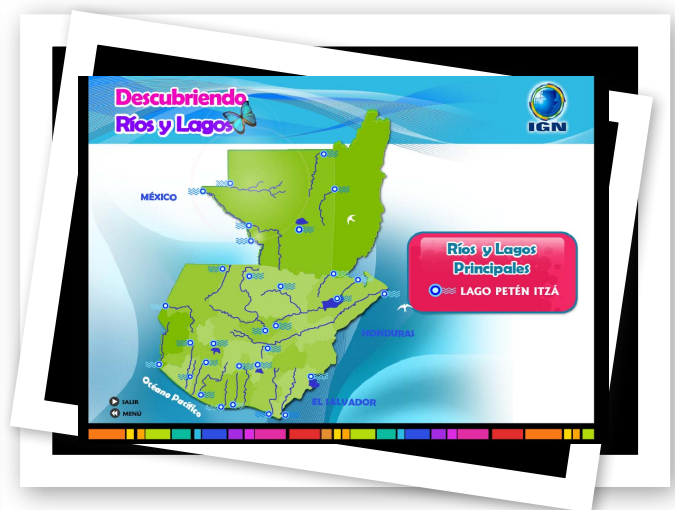 Descubriendo
Ríos y Lagos
IGN
MÉXICO
Ríos y Lagos
Principales
LAGO PETÉN ITZÁ
HONDURAS
Océano Pacífico
EL SALVADOR
SALIR
MENÚ